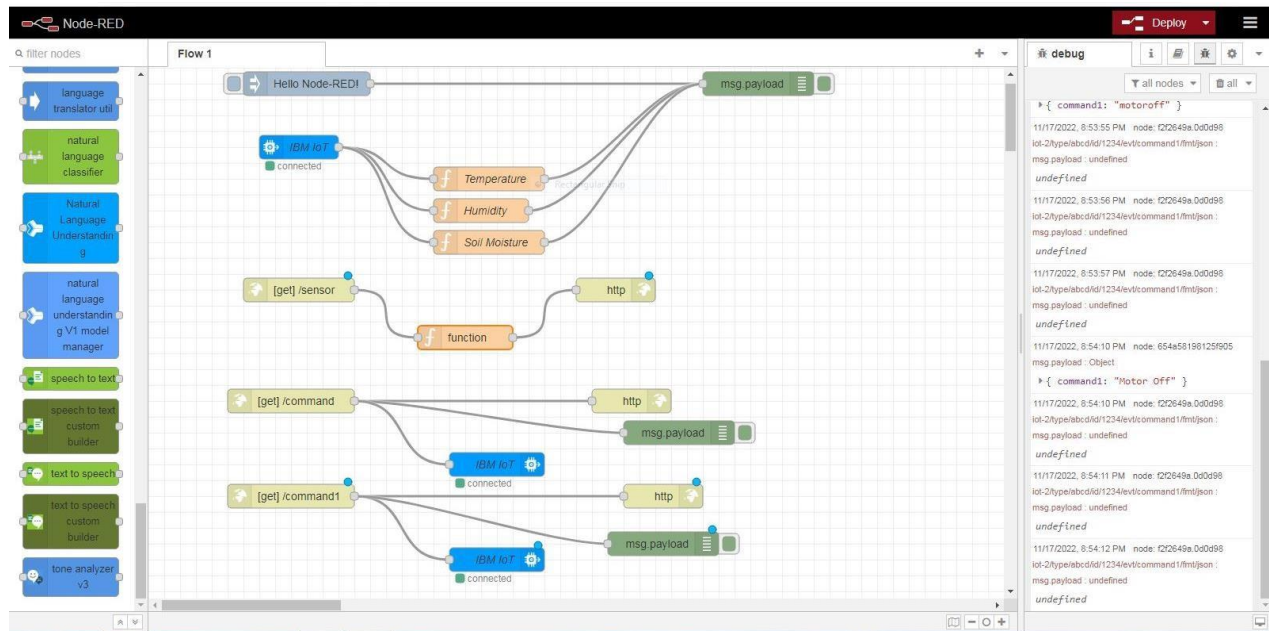 Node-RED
Deploy
filter nodes
Flow 1
debug
i
all nodes
all
language
translator util
natural
language
classifier
Natural
Language
Understandin
g
natural
language
understandin
g V1 model
manager
speech to text
speech to text
custom
builder
text to speech
text to speech
custom
builder
tone analyzer
v3
Hello Node-RED!
msg.payload
IBM IoT
connected
Temperature
Rectangular Snip
Humidity
Soil Moisture
[get] /sensor
http
function
[get] /command
http
msg.payload
IBM IoT
connected
[get] /command1
http
msg.payload
IBM IoT
connected
{ command1: "motoroff" }
11/17/2022, 8:53:55 PM node: f2f2649a.0d0d98
iot-2/type/abcd/id/1234/evt/command1/fmt/json :
msg.payload : undefined
undefined
11/17/2022, 8:53:56 PM node: f2f2649a.0d0d98
iot-2/type/abcd/id/1234/evt/command1/fmt/json :
msg.payload : undefined
undefined
11/17/2022, 8:53:57 PM node: f2f2649a.0d0d98
iot-2/type/abcd/id/1234/evt/command1/fmt/json :
msg.payload : undefined
undefined
11/17/2022, 8:54:10 PM node: 654a58198125f905
msg.payload : Object
{ command1: "Motor Off" }
11/17/2022, 8:54:10 PM node: f2f2649a.0d0d98
iot-2/type/abcd/id/1234/evt/command1/fmt/json :
msg.payload : undefined
undefined
11/17/2022, 8:54:11 PM node: f2f2649a.0d0d98
iot-2/type/abcd/id/1234/evt/command1/fmt/json :
msg.payload : undefined
undefined
11/17/2022, 8:54:12 PM node: f2f2649a.0d0d98
iot-2/type/abcd/id/1234/evt/command1/fmt/json :
msg.payload : undefined
undefined